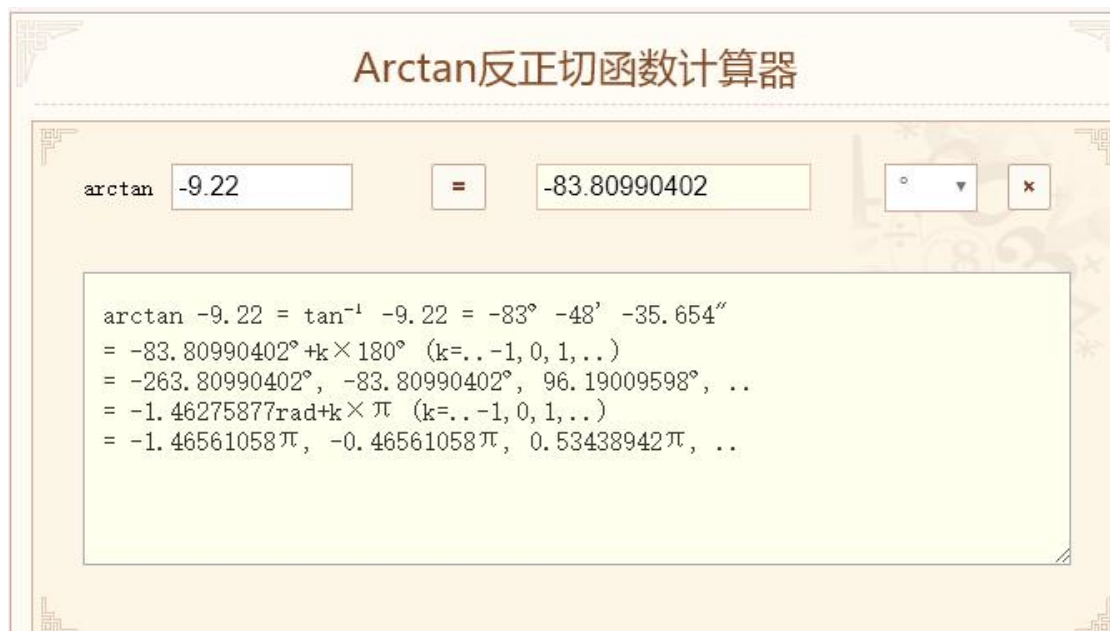 Arctan反正切函数计算器
arctan -9.22 = -83.80990402 ° ▼ ×
arctan -9.22 = tan⁻¹ -9.22 = -83° -48′ -35.654″
= -83.80990402°+k×180° (k=..-1,0,1,..)
= -263.80990402°, -83.80990402°, 96.19009598°, ..
= -1.46275877rad+k×π (k=..-1,0,1,..)
= -1.46561058π, -0.46561058π, 0.53438942π, ..